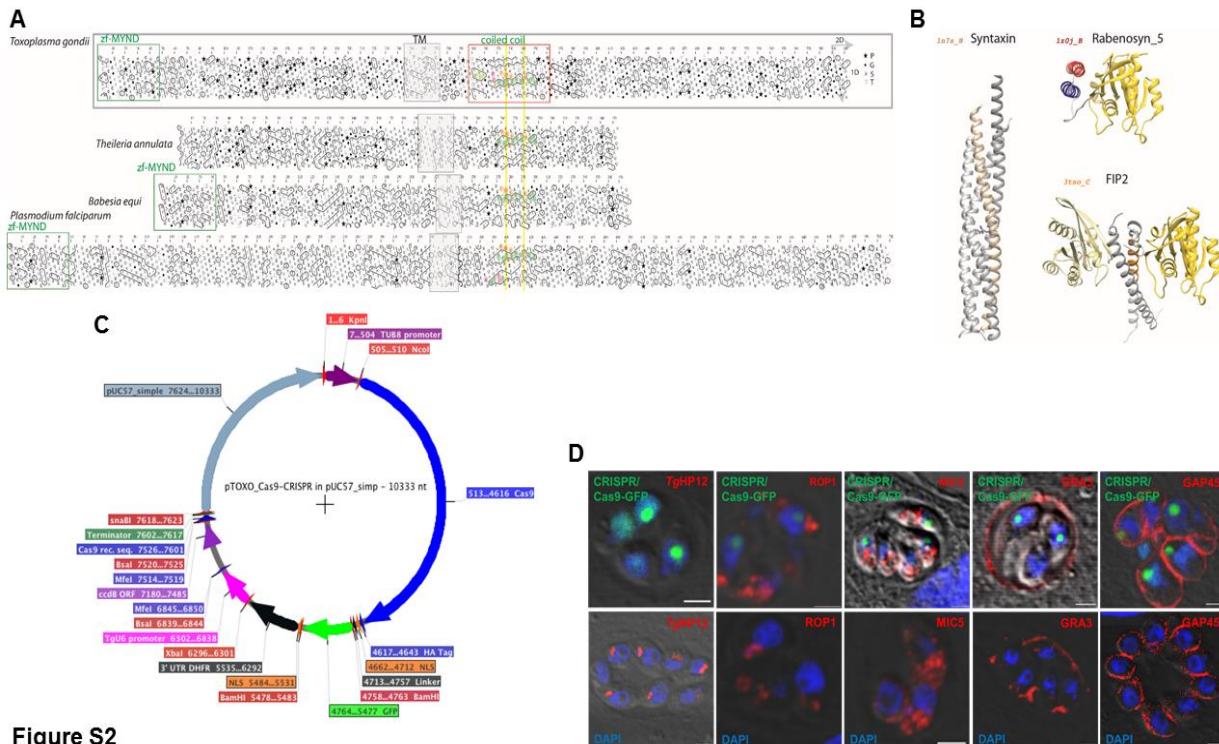 A
Toxoplasma gondii
zf-MYND
TM
coiled coil
2D
1D
P
G
S
T
Theileria annulata
zf-MYND
Babesia equi
Plasmodium falciparum
zf-MYND
B
Syntaxin
1z0j_B Rabenosyn_5
FIP2
C
1..6 KpnI
7...504 TUB8 promoter
505...510 NcoI
pUC57_simple 7624...10333
pTOXO_Cas9-CRISPR in pUC57_simp - 10333 nt
513...4616 Cas9
snaBI 7618...7623
Terminator 7602...7617
Cas9 rec. seq. 7526...7601
BsaI 7520...7525
MfeI 7514...7519
ccdB ORF 7180...7485
MfeI 6845...6850
BsaI 6839...6844
TgU6 promoter 6302...6838
XbaI 6296...6301
3' UTR DHFR 5535...6292
NLS 5484...5531
BamHI 5478...5483
4617...4643 HA Tag
4662...4712 NLS
4713...4757 Linker
4758...4763 BamHI
4764...5477 GFP
D
CRISPR/ TgHP12
Cas9-GFP
CRISPR/ ROP1
Cas9-GFP
CRISPR/ MIC5
Cas9-GFP
CRISPR/ GRA3
Cas9-GFP
CRISPR/ GAP45
Cas9-GFP
ROP1
MIC5
GRA3
GAP45
DAPI
DAPI
DAPI
DAPI
DAPI
Figure S2